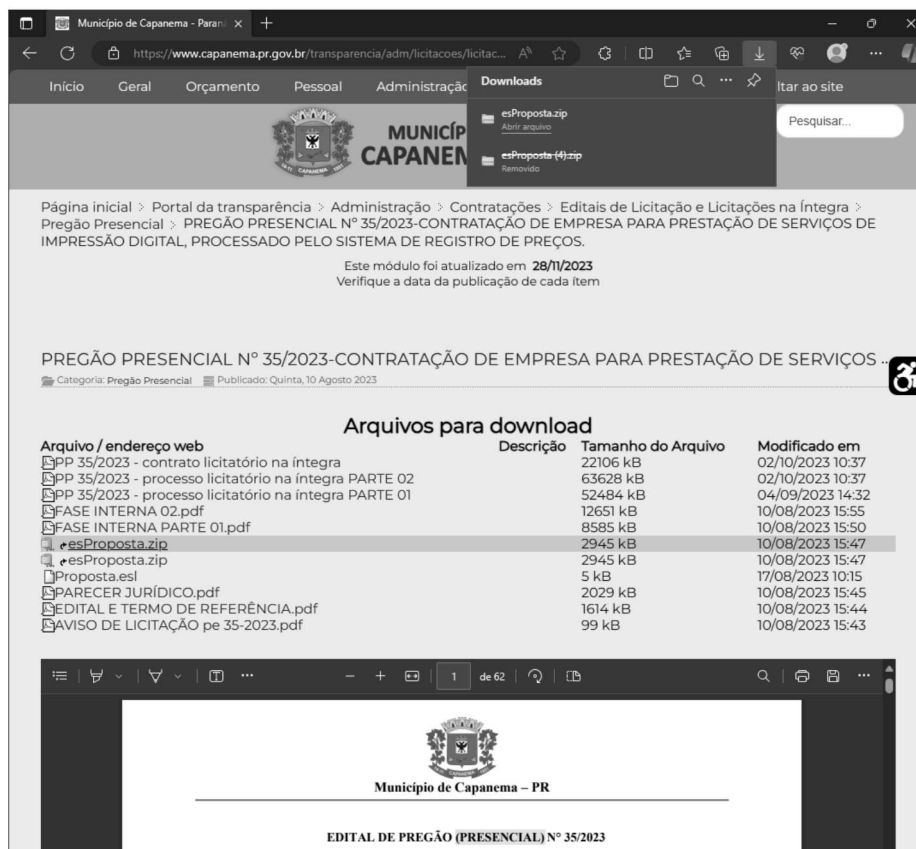 Município de Capanema - Paran
https://www.capanema.pr.gov.br/transparencia/adm/licitacoes/licitac...
Início Geral Orçamento Pessoal Administração ltar ao site
Downloads
esProposta.zip
Abrir arquivo
esProposta (4).zip
Removido
Pesquisar...
MUNICÍP
CAPANEM
CAPANEMA
Página inicial > Portal da transparência > Administração > Contratações > Editais de Licitação e Licitações na Íntegra >
Pregão Presencial > PREGÃO PRESENCIAL Nº 35/2023-CONTRATAÇÃO DE EMPRESA PARA PRESTAÇÃO DE SERVIÇOS DE
IMPRESSÃO DIGITAL, PROCESSADO PELO SISTEMA DE REGISTRO DE PREÇOS.
Este módulo foi atualizado em 28/11/2023
Verifique a data da publicação de cada ítem
PREGÃO PRESENCIAL Nº 35/2023-CONTRATAÇÃO DE EMPRESA PARA PRESTAÇÃO DE SERVIÇOS ...
Categoria: Pregão Presencial Publicado: Quinta, 10 Agosto 2023
Arquivos para download
Arquivo / endereço web Descrição Tamanho do Arquivo Modificado em
PP 35/2023 - contrato licitatório na íntegra 22106 kB 02/10/2023 10:37
PP 35/2023 - processo licitatório na íntegra PARTE 02 63628 kB 02/10/2023 10:37
PP 35/2023 - processo licitatório na íntegra PARTE 01 52484 kB 04/09/2023 14:32
FASE INTERNA 02.pdf 12651 kB 10/08/2023 15:55
FASE INTERNA PARTE 01.pdf 8585 kB 10/08/2023 15:50
esProposta.zip 2945 kB 10/08/2023 15:47
esProposta.zip 2945 kB 10/08/2023 15:47
Proposta.esl 5 kB 17/08/2023 10:15
PARECER JURÍDICO.pdf 2029 kB 10/08/2023 15:45
EDITAL E TERMO DE REFERÊNCIA.pdf 1614 kB 10/08/2023 15:44
AVISO DE LICITAÇÃO pe 35-2023.pdf 99 kB 10/08/2023 15:43
1 de 62
Município de Capanema – PR
EDITAL DE PREGÃO (PRESENCIAL) Nº 35/2023